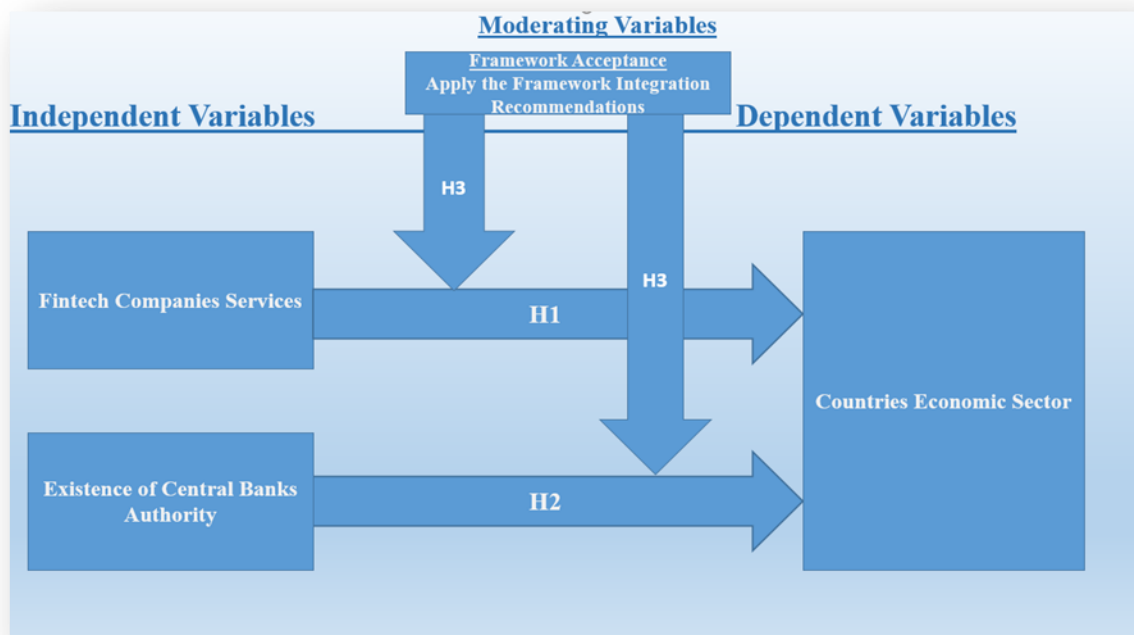 Moderating Variables
Framework Acceptance
Apply the Framework Integration
Recommendations
Independent Variables
Dependent Variables
H3
H3
Fintech Companies Services
H1
Countries Economic Sector
Existence of Central Banks
Authority
H2